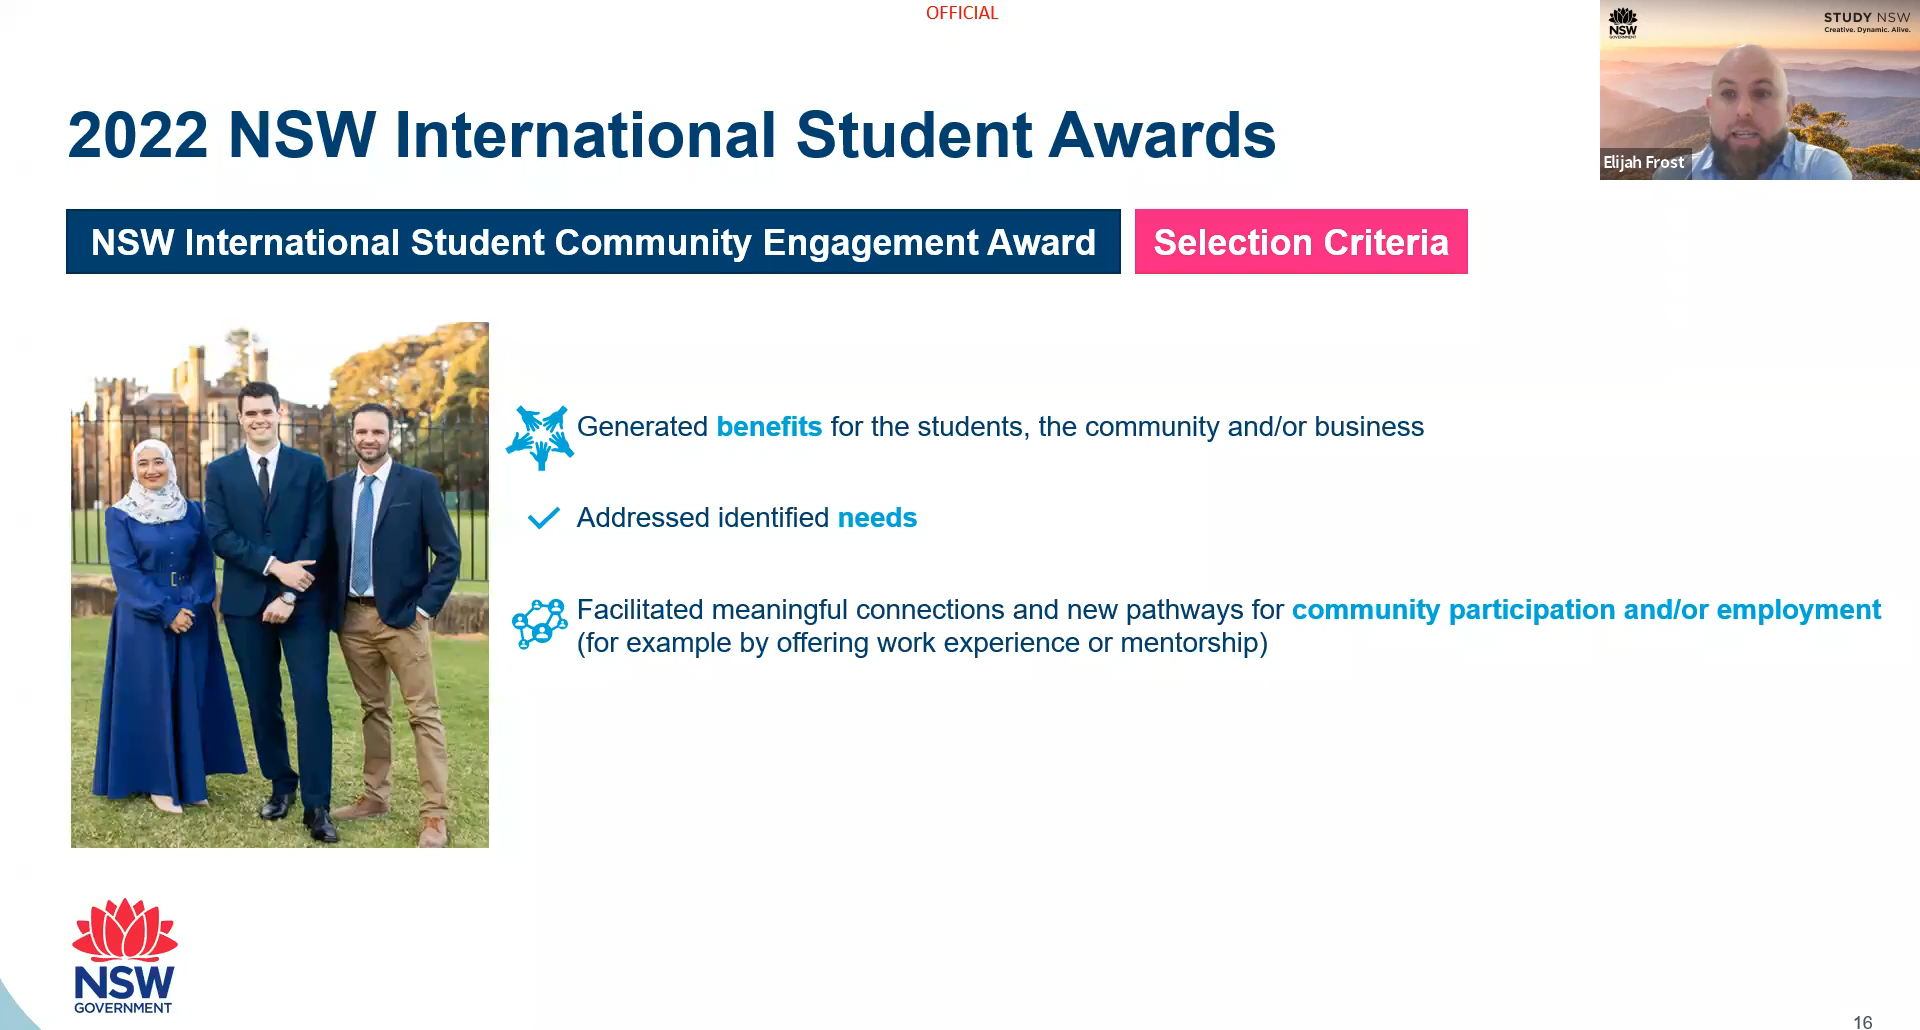 OFFICIAL
NSW
GOVERNMENT
STUDY NSW
Creative. Dynamic. Alive.
Elijah Frost
2022 NSW International Student Awards
NSW International Student Community Engagement Award
Selection Criteria
Generated benefits for the students, the community and/or business
Addressed identified needs
Facilitated meaningful connections and new pathways for community participation and/or employment
(for example by offering work experience or mentorship)
NSW
GOVERNMENT
16